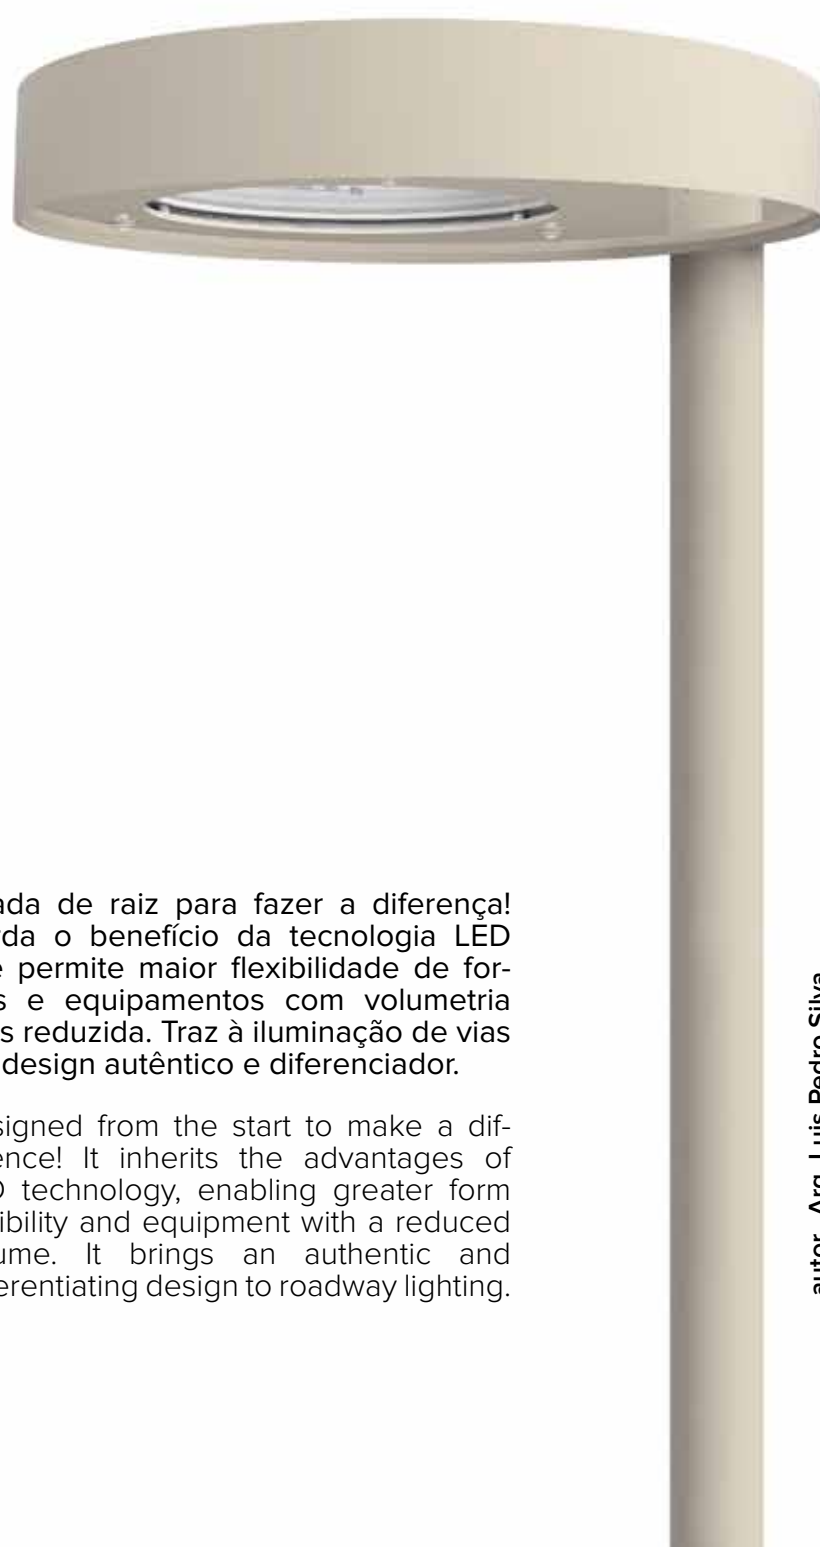 ada de raiz para fazer a diferença!
rda o benefício da tecnologia LED
e permite maior flexibilidade de for-
s e equipamentos com volumetria
s reduzida. Traz à iluminação de vias
design autêntico e diferenciador.
signed from the start to make a dif-
ence! It inherits the advantages of
D technology, enabling greater form
ibility and equipment with a reduced
ume. It brings an authentic and
erentiating design to roadway lighting.
autor Arq. Luis Pedro Silva